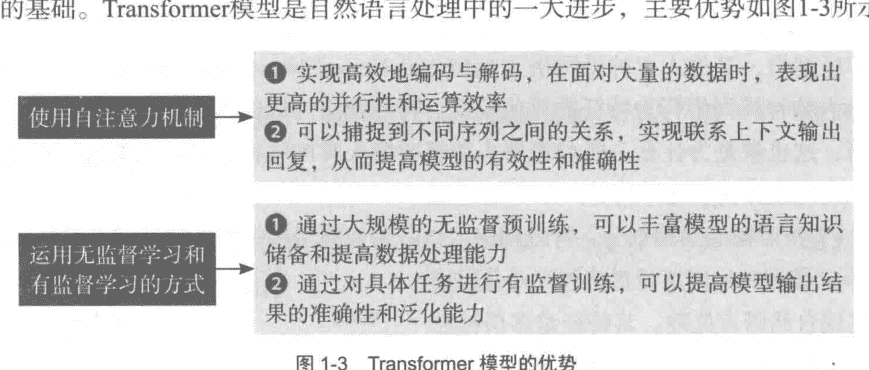 的基础。Transformer模型是自然语言处理中的一大进步，主要优势如图1-3所示
使用自注意力机制
❶ 实现高效地编码与解码，在面对大量的数据时，表现出
更高的并行性和运算效率
❷ 可以捕捉到不同序列之间的关系，实现联系上下文输出
回复，从而提高模型的有效性和准确性
运用无监督学习和
有监督学习的方式
❶ 通过大规模的无监督预训练，可以丰富模型的语言知识
储备和提高数据处理能力
❷ 通过对具体任务进行有监督训练，可以提高模型输出结
果的准确性和泛化能力
图 1-3 Transformer 模型的优势